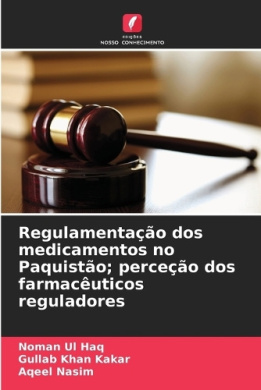 edições
NOSSO CONHECIMENTO
Regulamentação dos
medicamentos no
Paquistão; perceção dos
farmacêuticos
reguladores
Noman Ul Haq
Gullab Khan Kakar
Aqeel Nasim